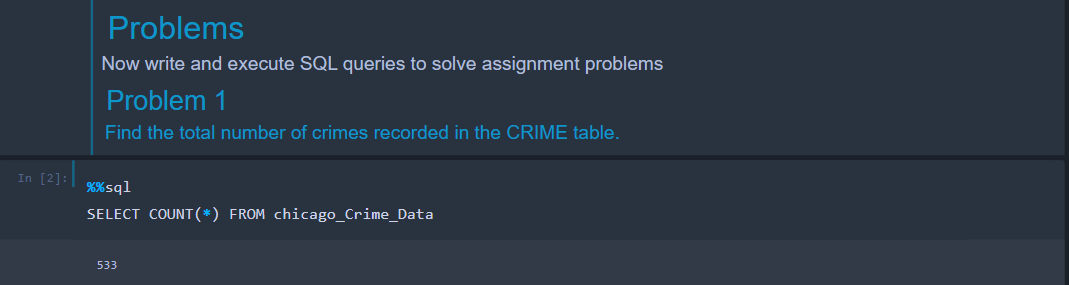 Problems
Now write and execute SQL queries to solve assignment problems
Problem 1
Find the total number of crimes recorded in the CRIME table.
In [2]:
%%sql
SELECT COUNT(*) FROM chicago_Crime_Data
533